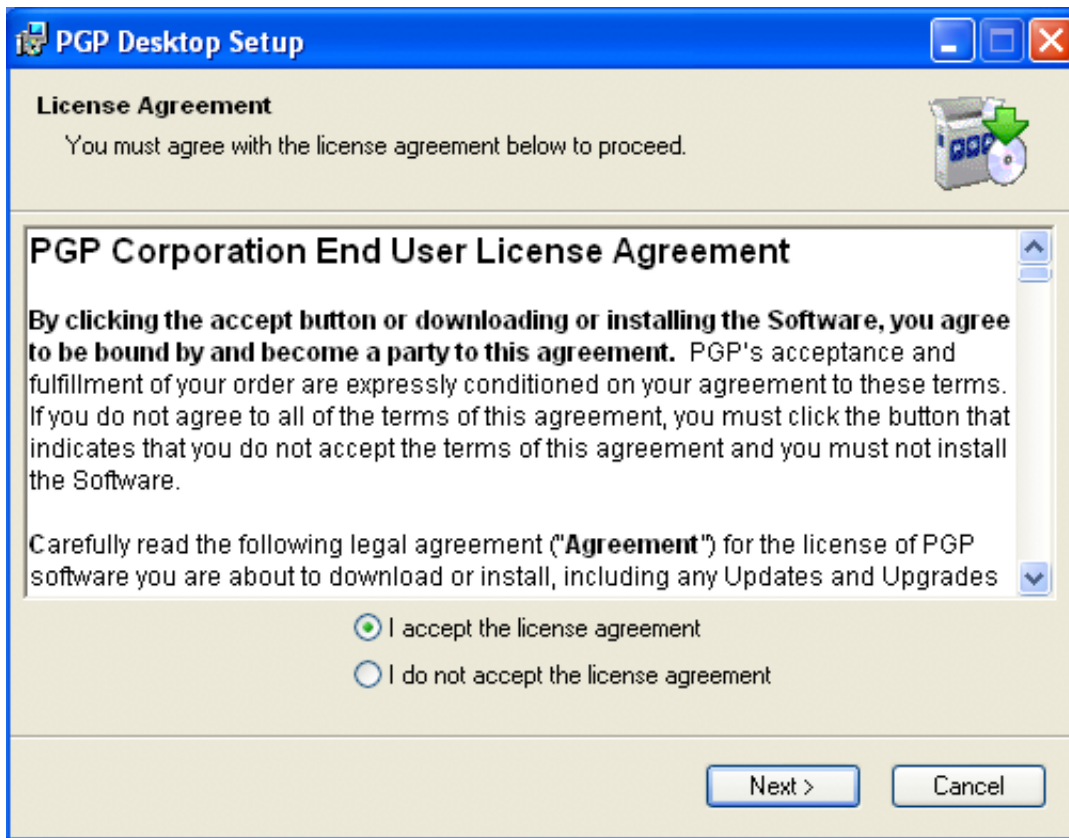 PGP Desktop Setup
License Agreement
You must agree with the license agreement below to proceed.
PGP Corporation End User License Agreement
By clicking the accept button or downloading or installing the Software, you agree
to be bound by and become a party to this agreement.  PGP's acceptance and
fulfillment of your order are expressly conditioned on your agreement to these terms.
If you do not agree to all of the terms of this agreement, you must click the button that
indicates that you do not accept the terms of this agreement and you must not install
the Software.
Carefully read the following legal agreement ("Agreement") for the license of PGP
software you are about to download or install, including any Updates and Upgrades
I accept the license agreement
I do not accept the license agreement
Next >
Cancel